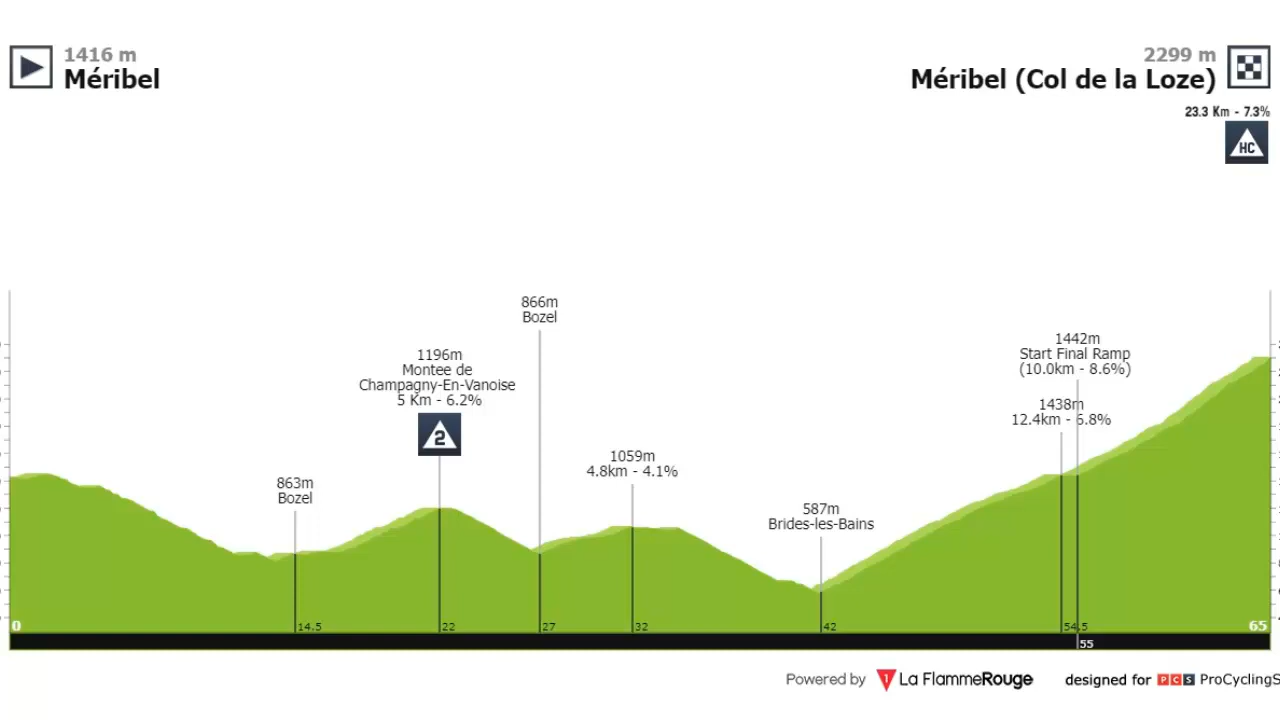 1416 m
Méribel
2299 m
Méribel (Col de la Loze)
23.3 Km - 7.3%
HC
866m
Bozel
1196m
Montee de
Champagny-En-Vanoise
5 Km - 6.2%
2
1442m
Start Final Ramp
(10.0km - 8.6%)
1438m
12.4km - 6.8%
1059m
4.8km - 4.1%
863m
Bozel
587m
Brides-les-Bains
0
14.5
22
27
32
42
54.5
65
55
Powered by
1
La FlammeRouge
designed for
PCS
ProCyclingS